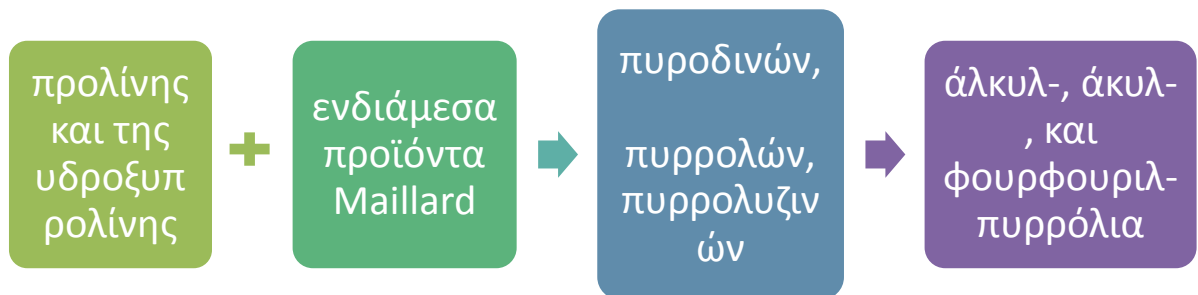 προλίνης
και της
υδροξυπ
ρολίνης
ενδιάμεσα
προϊόντα
Maillard
πυροδινών,
πυρρολών,
πυρρολυζιν
ών
άλκυλ-, άκυλ-
, και
φουρφουριλ-
πυρρόλια